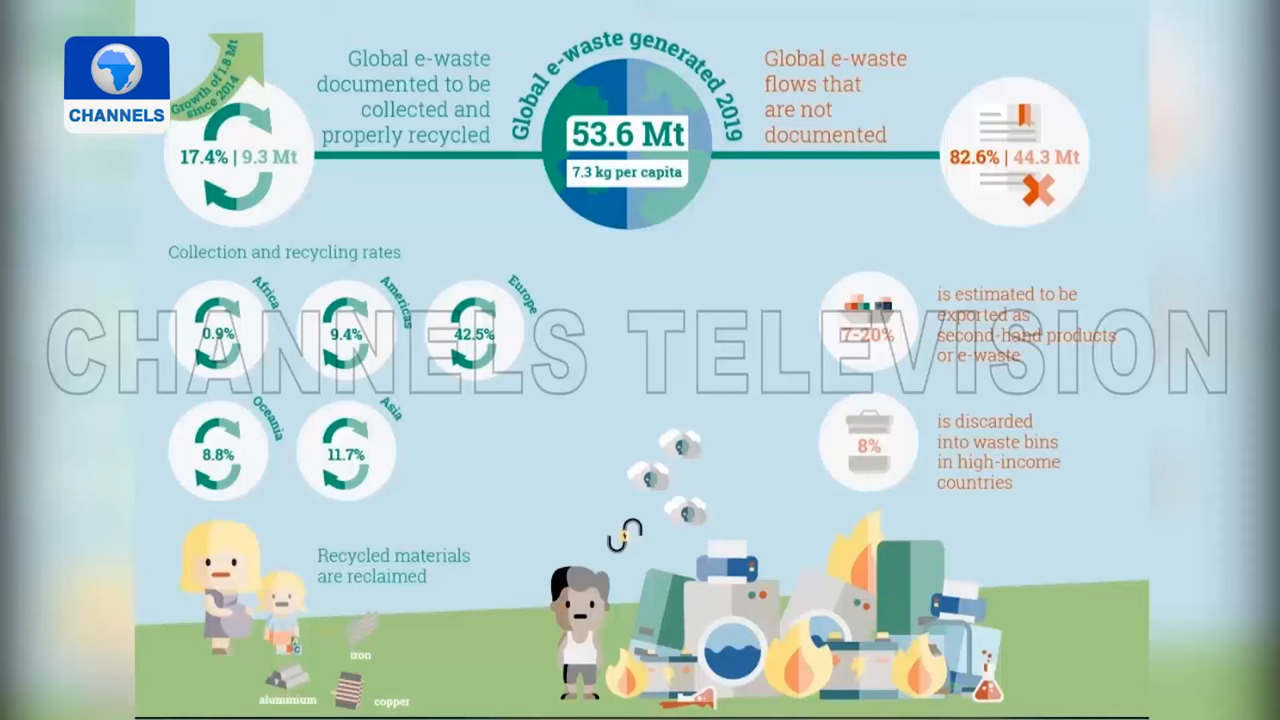 CHANNELS
Growth of 1.8 Mt
since 2014
17.4% | 9.3 Mt
Global e-waste
documented to be
collected and
properly recycled
Global e-waste generated 2019
53.6 Mt
7.3 kg per capita
Global e-waste
flows that
are not
documented
82.6% | 44.3 Mt
Collection and recycling rates
Africa
0.9%
Americas
9.4%
Europe
42.5%
Oceania
8.8%
Asia
11.7%
CHANNELS TELEVISION
7-20%
is estimated to be
exported as
second-hand products
or e-waste
8%
is discarded
into waste bins
in high-income
countries
Recycled materials
are reclaimed
iron
aluminium
copper